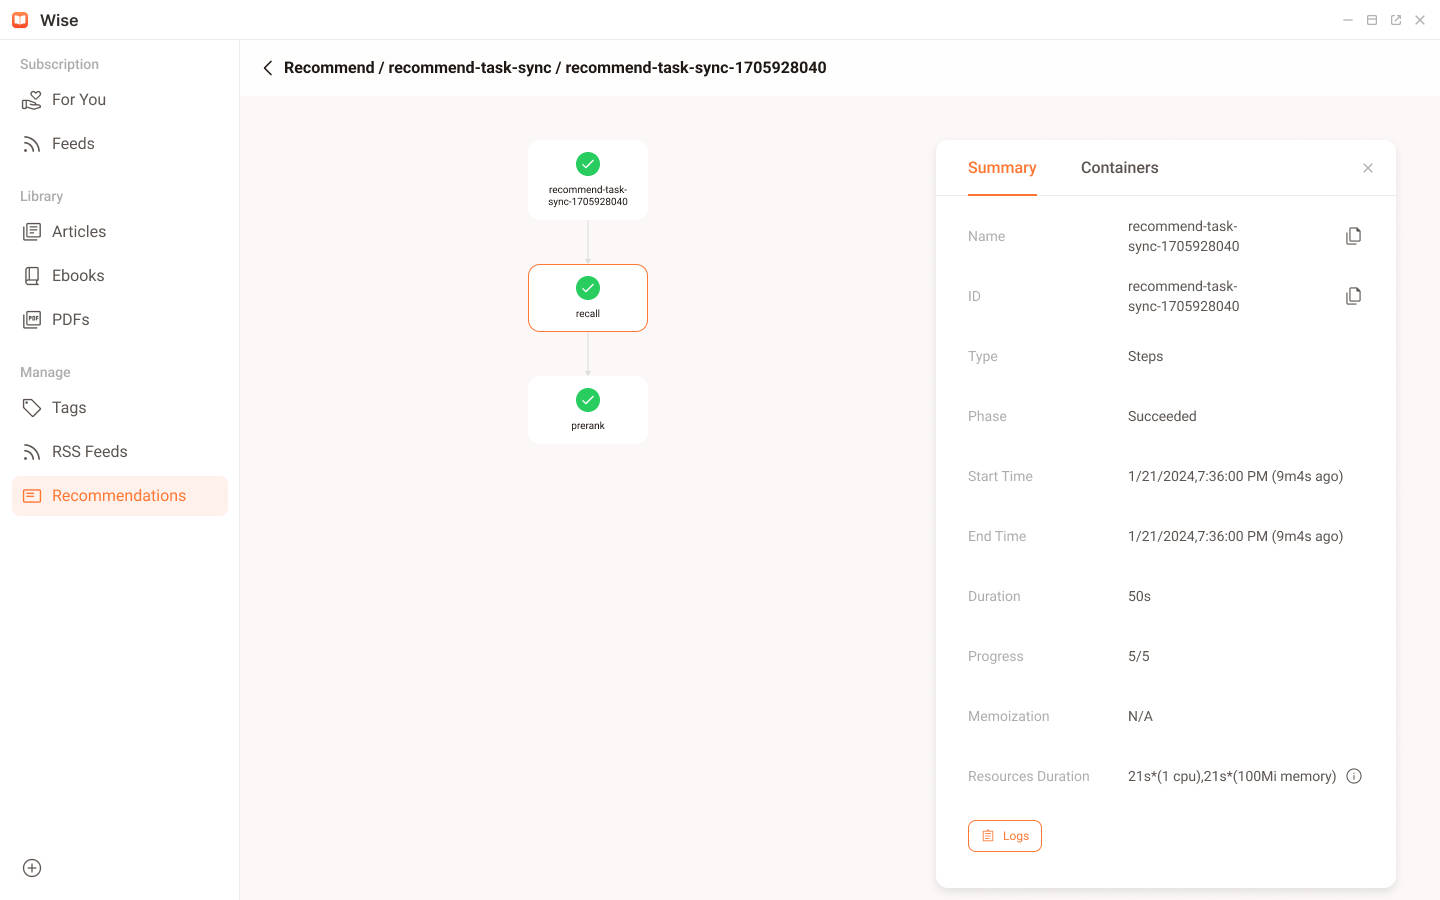 Wise
Subscription
For You
Feeds
Library
Articles
Ebooks
PDF
PDFs
Manage
Tags
RSS Feeds
Recommendations
Recommend / recommend-task-sync / recommend-task-sync-1705928040
recommend-task-
sync-1705928040
recall
prerank
Summary
Containers
Name
recommend-task-
sync-1705928040
ID
recommend-task-
sync-1705928040
Type
Steps
Phase
Succeeded
Start Time
1/21/2024,7:36:00 PM (9m4s ago)
End Time
1/21/2024,7:36:00 PM (9m4s ago)
Duration
50s
Progress
5/5
Memoization
N/A
Resources Duration
21s*(1 cpu),21s*(100Mi memory)
Logs